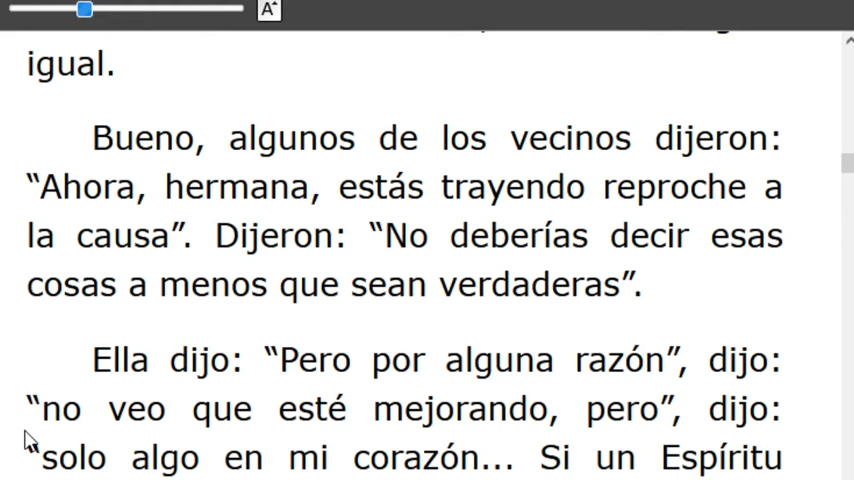 A
igual.
Bueno, algunos de los vecinos dijeron:
“Ahora, hermana, estás trayendo reproche a
la causa”. Dijeron: “No deberías decir esas
cosas a menos que sean verdaderas”.
Ella dijo: “Pero por alguna razón”, dijo:
“no veo que esté mejorando, pero”, dijo:
“solo algo en mi corazón... Si un Espíritu